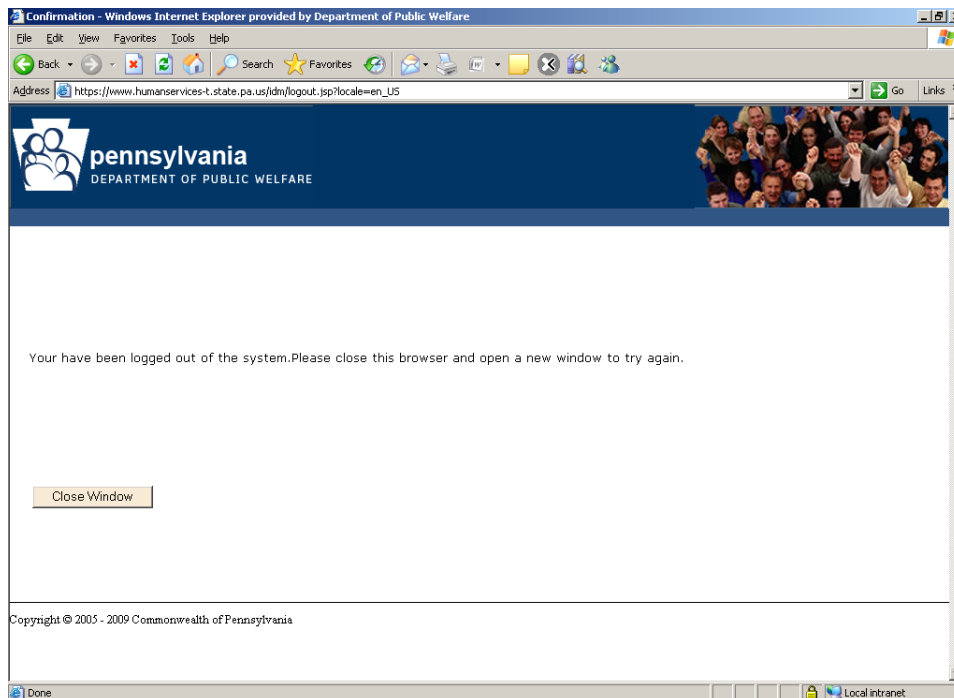 Confirmation - Windows Internet Explorer provided by Department of Public Welfare
File Edit View Favorites Tools Help
Back Search Favorites
Address https://www.humanservices-t.state.pa.us/idm/logout.jsp?locale=en_US Go Links
pennsylvania
DEPARTMENT OF PUBLIC WELFARE
Your have been logged out of the system.Please close this browser and open a new window to try again.
Close Window
Copyright © 2005 - 2009 Commonwealth of Pennsylvania
Done Local intranet